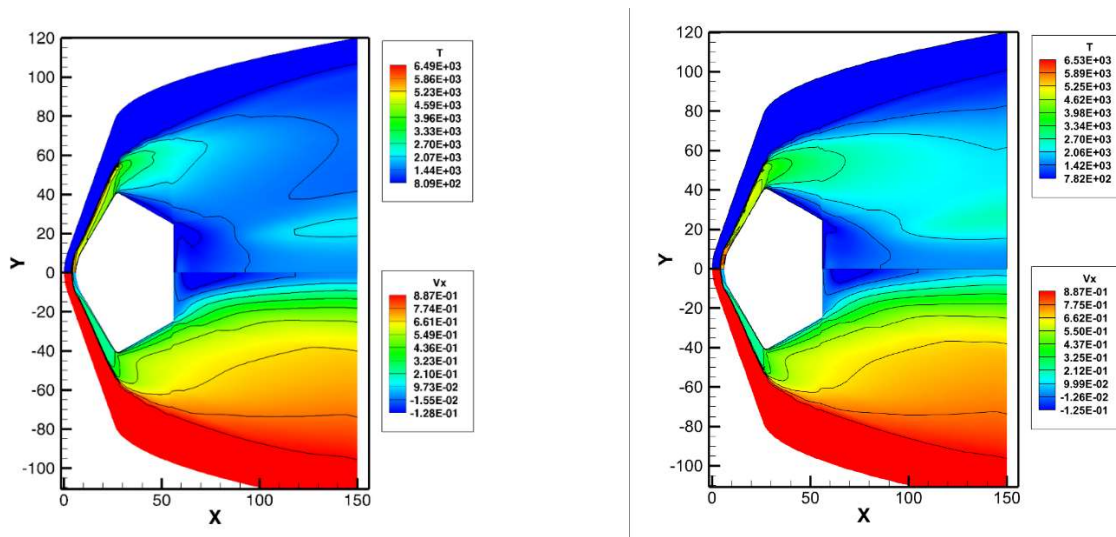 120
100
80
60
40
20
0
-20
-40
-60
-80
-100
Y
0
50
100
150
X
T
6.49E+03
5.86E+03
5.23E+03
4.59E+03
3.96E+03
3.33E+03
2.70E+03
2.07E+03
1.44E+03
8.09E+02
Vx
8.87E-01
7.74E-01
6.61E-01
5.49E-01
4.36E-01
3.23E-01
2.10E-01
9.73E-02
-1.55E-02
-1.28E-01
120
100
80
60
40
20
0
-20
-40
-60
-80
-100
Y
0
50
100
150
X
T
6.53E+03
5.89E+03
5.25E+03
4.62E+03
3.98E+03
3.34E+03
2.70E+03
2.06E+03
1.42E+03
7.82E+02
Vx
8.87E-01
7.75E-01
6.62E-01
5.50E-01
4.37E-01
3.25E-01
2.12E-01
9.99E-02
-1.26E-02
-1.25E-01